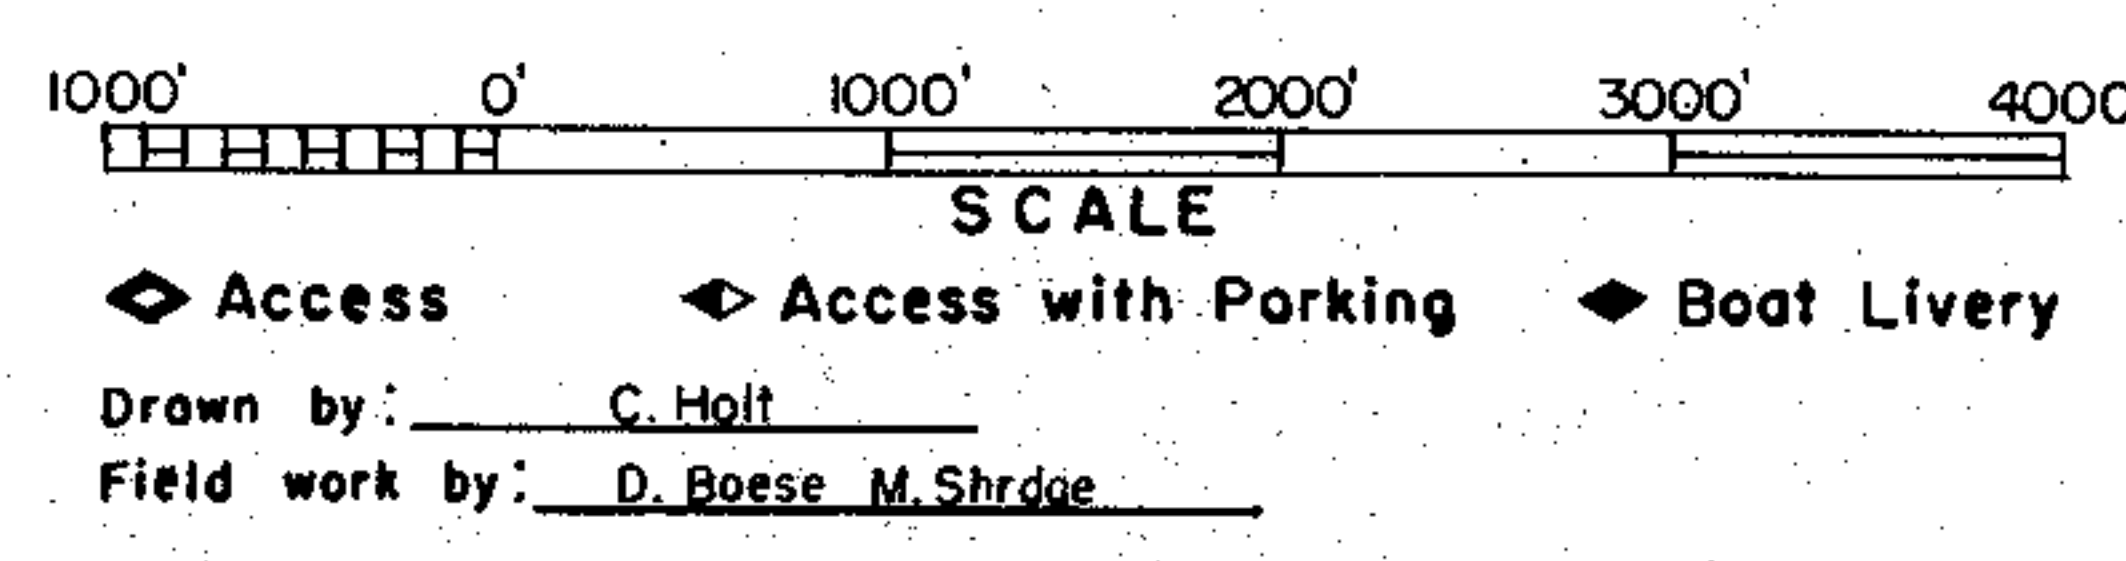 1000' 0' 1000' 2000' 3000' 4000
SCALE
Access Access with Parking Boat Livery
Drawn by: C. Holt
Field work by: D. Boese M. Shrdge